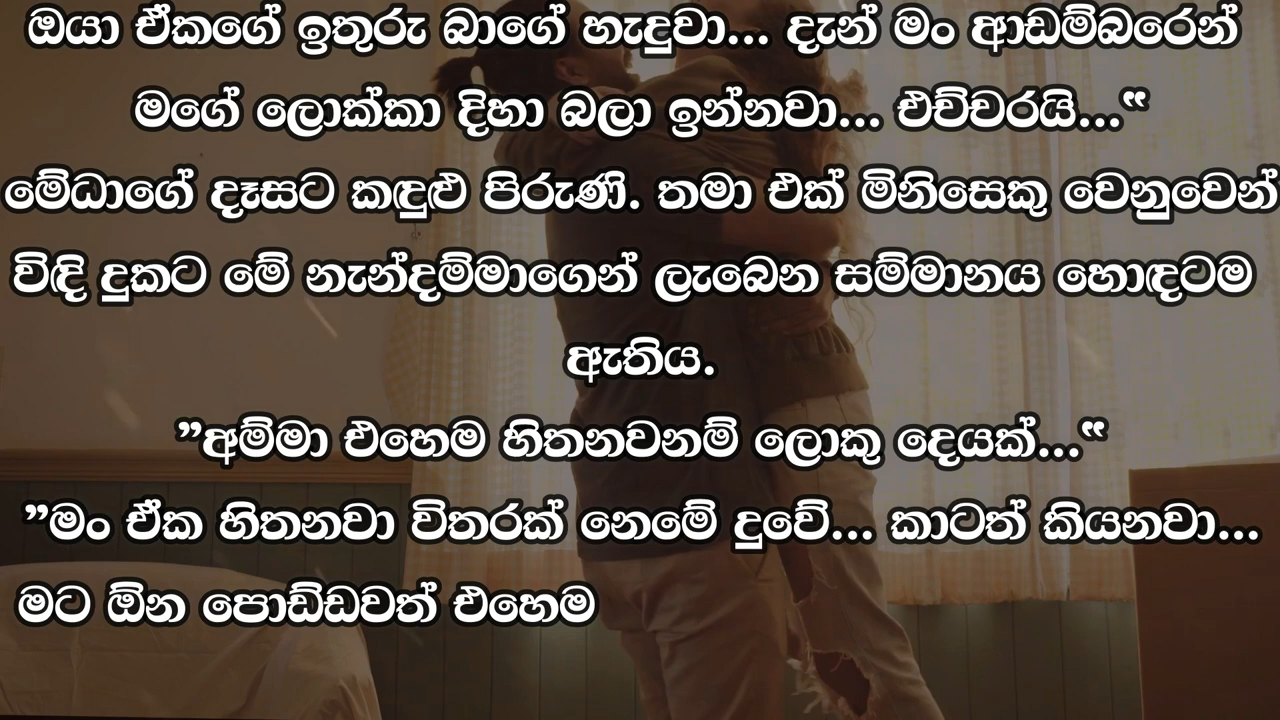 ඔයා ඒකගේ ඉතුරු බාගේ හැදුවා... දැන් මං ආඩම්බරෙන්
මගේ ලොක්කා දිහා බලා ඉන්නවා... එච්චරයි...“
මේධාගේ දෑසට කඳුළු පිරුණි. තමා එක් මිනිසෙකු වෙනුවෙන්
විඳි දුකට මේ නැන්දම්මාගෙන් ලැබෙන සම්මානය හොඳටම
ඇතිය.
”අම්මා එහෙම හිතනවනම් ලොකු දෙයක්...“
”මං ඒක හිතනවා විතරක් නෙමේ දුවේ... කාටත් කියනවා...
මට ඕන පොඩ්ඩවත් එහෙම